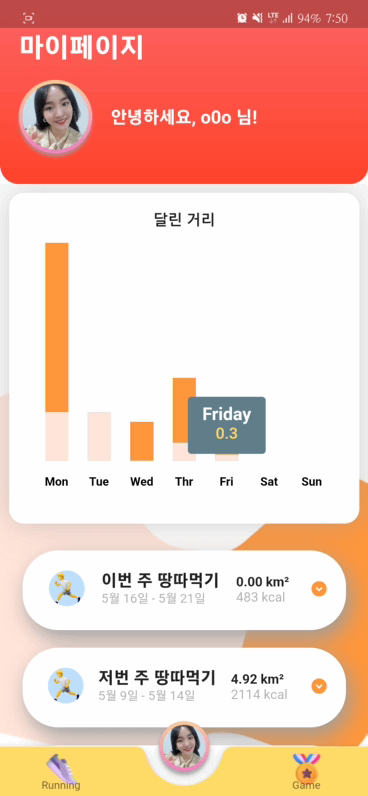 LTE 94% 7:50
마이페이지
안녕하세요, o0o 님!
달린 거리
Friday
0.3
Mon Tue Wed Thr Fri Sat Sun
이번 주 땅따먹기 0.00 km²
5월 16일 - 5월 21일 483 kcal
저번 주 땅따먹기 4.92 km²
5월 9일 - 5월 14일 2114 kcal
Running Game